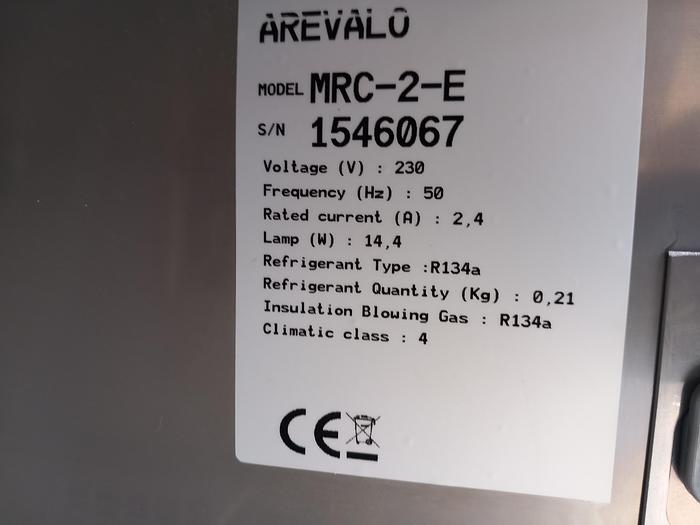 AREVALO
MODEL MRC-2-E
S/N 1546067
Voltage (V) : 230
Frequency (Hz) : 50
Rated current (A) : 2,4
Lamp (W) : 14,4
Refrigerant Type :R134a
Refrigerant Quantity (Kg) : 0,21
Insulation Blowing Gas : R134a
Climatic class : 4
CE